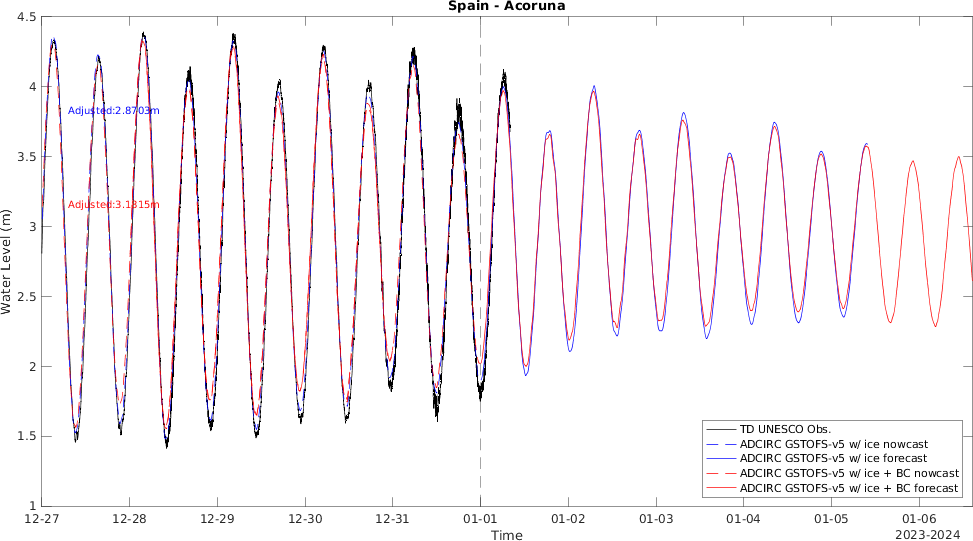 Spain - Acoruna
4.5
4
3.5
3
2.5
2
1.5
1
Water Level (m)
Adjusted:2.8703m
Adjusted:3.1815m
TD UNESCO Obs.
ADCIRC GSTOFS-v5 w/ ice nowcast
ADCIRC GSTOFS-v5 w/ ice forecast
ADCIRC GSTOFS-v5 w/ ice + BC nowcast
ADCIRC GSTOFS-v5 w/ ice + BC forecast
12-27 12-28 12-29 12-30 12-31 01-01 01-02 01-03 01-04 01-05 01-06
Time
2023-2024